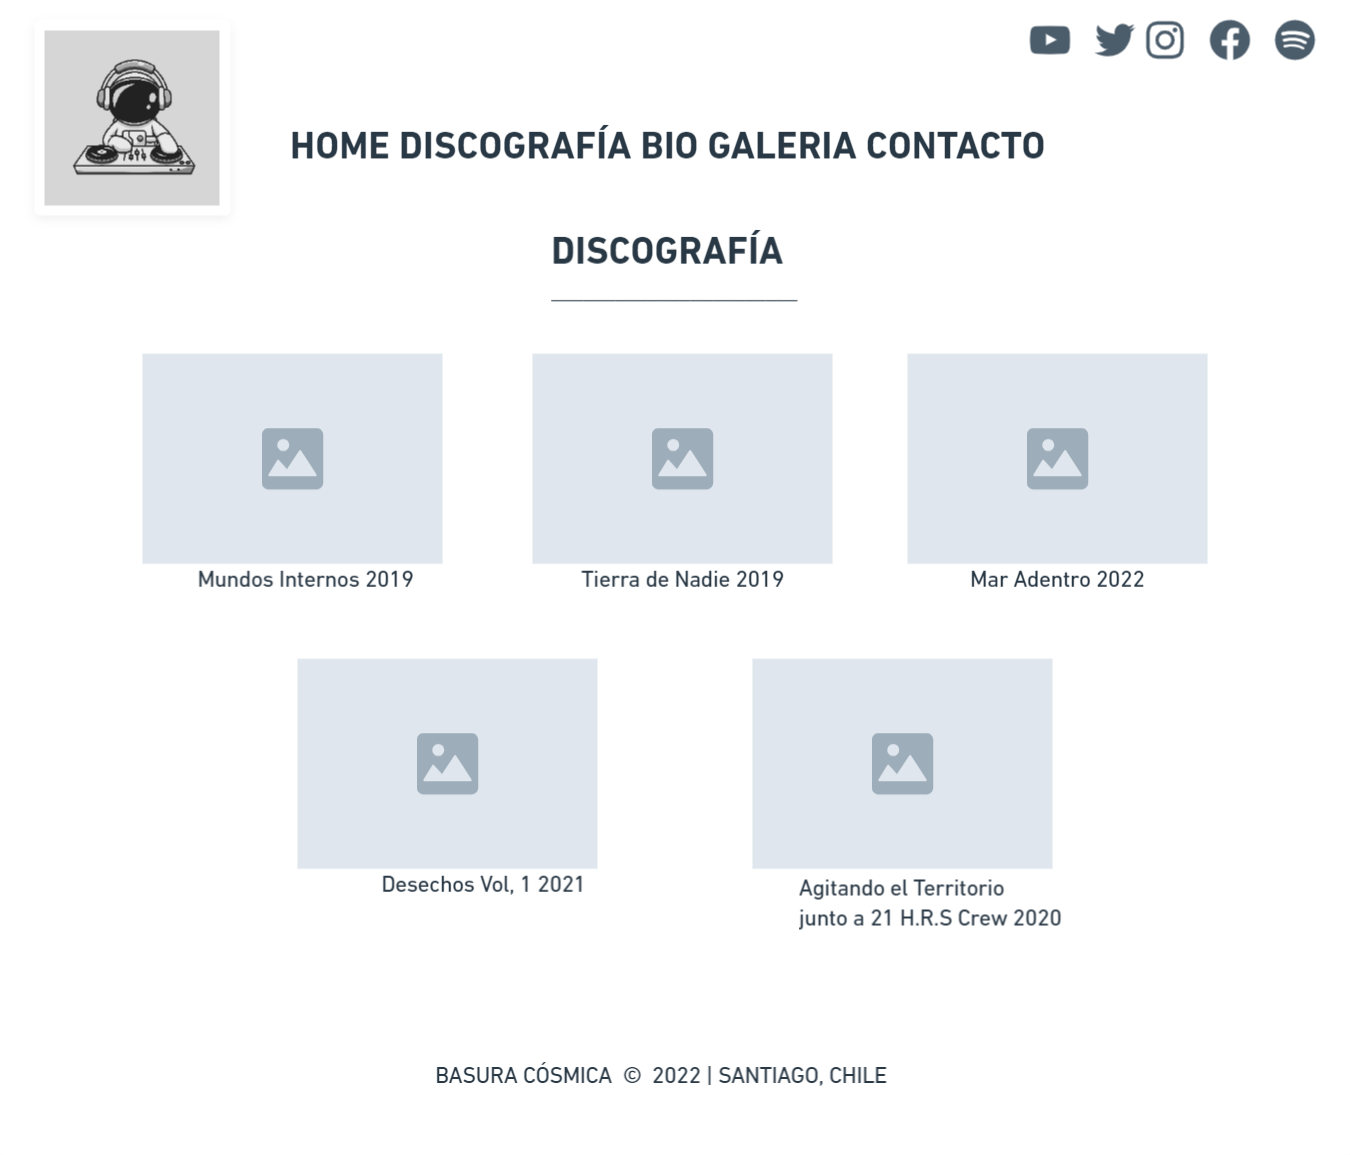 HOME DISCOGRAFÍA BIO GALERIA CONTACTO
DISCOGRAFÍA
Mundos Internos 2019
Tierra de Nadie 2019
Mar Adentro 2022
Desechos Vol, 1 2021
Agitando el Territorio
junto a 21 H.R.S Crew 2020
BASURA CÓSMICA © 2022 | SANTIAGO, CHILE